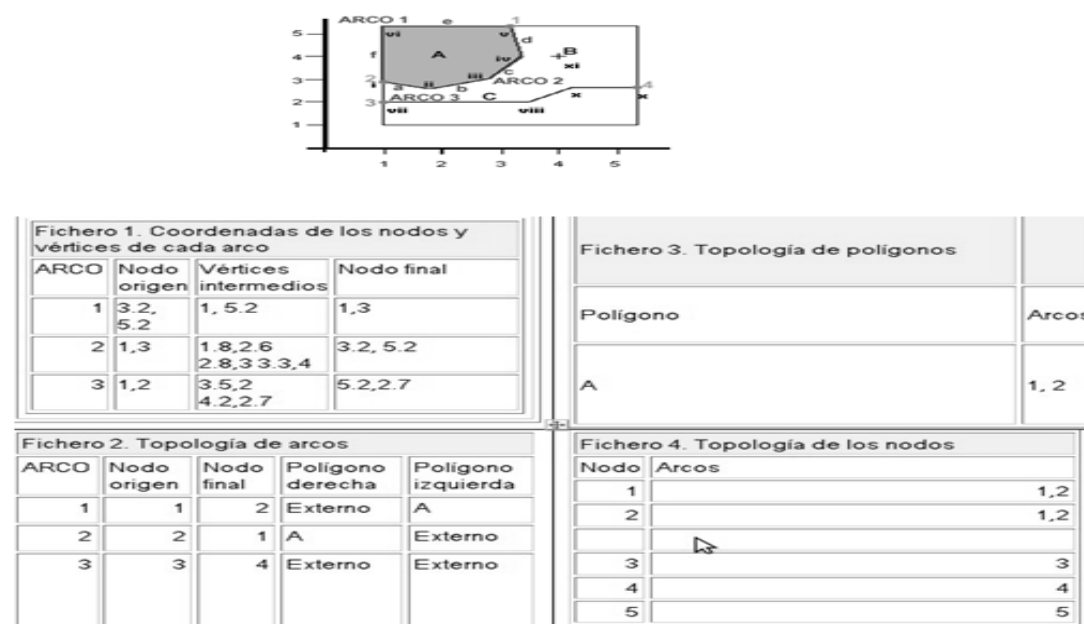 ARCO 1 e 1
5 vi v d
4 f A iv B
xi
3 2 iii c ARCO 2
i a ii b 4
3 ARCO 3 C x x
2 vii viii
1
1 2 3 4 5
Fichero 1. Coordenadas de los nodos y
vértices de cada arco
ARCO Nodo Vértices Nodo final
origen intermedios
1 3.2, 1, 5.2 1,3
5.2
2 1,3 1.8,2.6 3.2, 5.2
2.8,3 3.3,4
3 1,2 3.5,2 5.2,2.7
4.2,2.7
Fichero 3. Topología de polígonos
Polígono Arcos
A 1, 2
Fichero 2. Topología de arcos
ARCO Nodo Nodo Polígono Polígono
origen final derecha izquierda
1 1 2 Externo A
2 2 1 A Externo
3 3 4 Externo Externo
Fichero 4. Topología de los nodos
Nodo Arcos
1 1,2
2 1,2
3 3
4 4
5 5